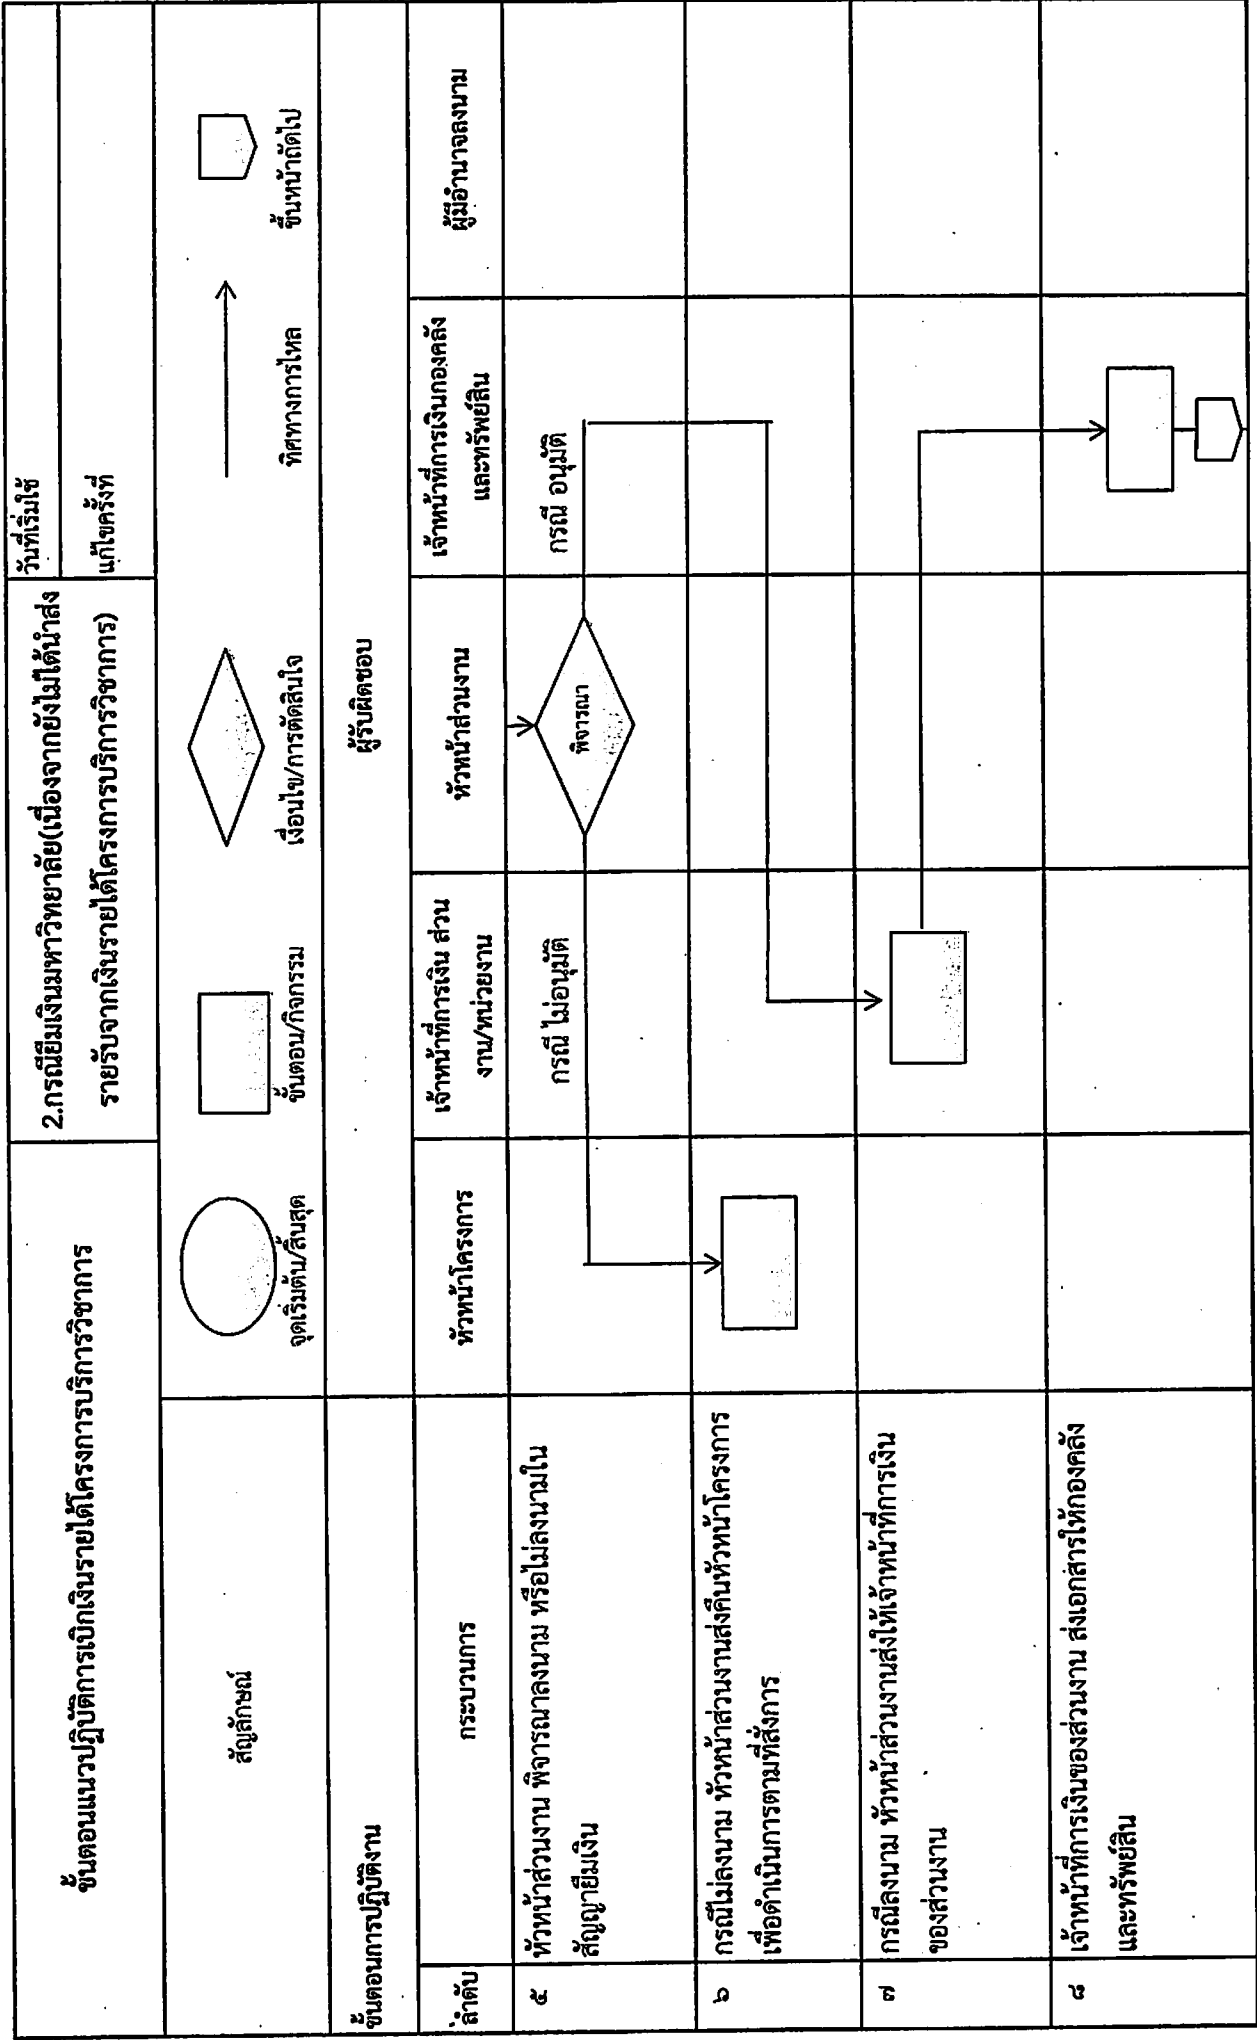 ขั้นตอนแนวปฏิบัติการเบิกเงินรายได้โครงการบริการวิชาการ
2.กรณียืมเงินมหาวิทยาลัย(เนื่องจากยังไม่ได้นำส่ง
รายรับจากเงินรายได้โครงการบริการวิชาการ)
วันที่เริ่มใช้
แก้ไขครั้งที่
สัญลักษณ์
จุดเริ่มต้น/สิ้นสุด
ขั้นตอน/กิจกรรม
เงื่อนไข/การตัดสินใจ
ทิศทางการไหล
ขึ้นหน้าถัดไป
ขั้นตอนการปฏิบัติงาน
ผู้รับผิดชอบ
ลำดับ
กระบวนการ
หัวหน้าโครงการ
เจ้าหน้าที่การเงิน ส่วน
งาน/หน่วยงาน
หัวหน้าส่วนงาน
เจ้าหน้าที่การเงินกองคลัง
และทรัพย์สิน
ผู้มีอำนาจลงนาม
๕
หัวหน้าส่วนงาน พิจารณาลงนาม หรือไม่ลงนามใน
สัญญายืมเงิน
กรณี ไม่อนุมัติ
พิจารณา
กรณี อนุมัติ
๖
กรณีไม่ลงนาม หัวหน้าส่วนงานส่งคืนหัวหน้าโครงการ
เพื่อดำเนินการตามที่สั่งการ
๗
กรณีลงนาม หัวหน้าส่วนงานส่งให้เจ้าหน้าที่การเงิน
ของส่วนงาน
๘
เจ้าหน้าที่การเงินของส่วนงาน ส่งเอกสารให้กองคลัง
และทรัพย์สิน